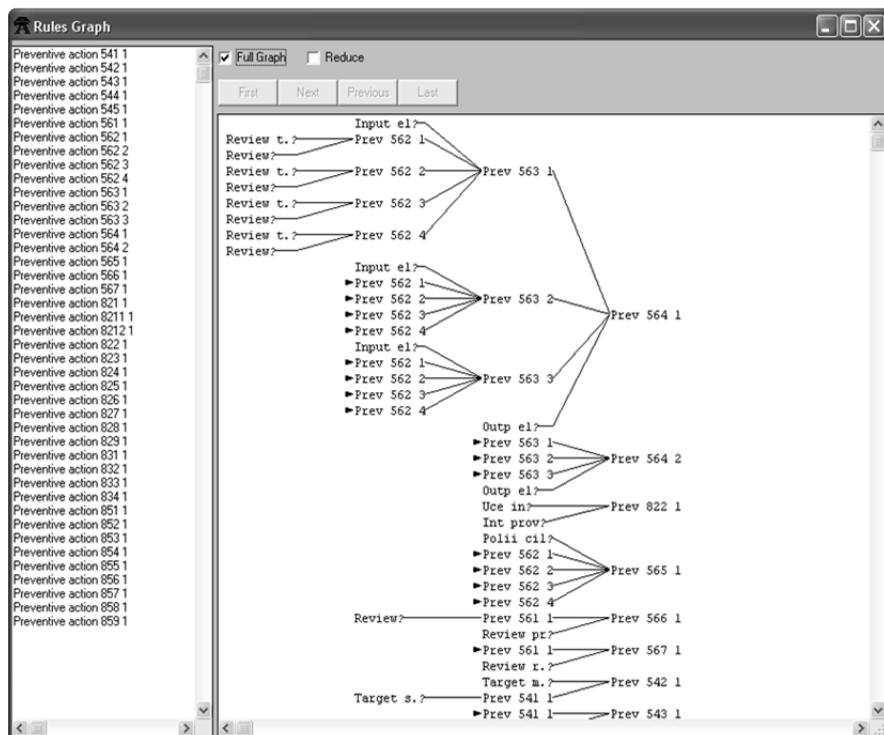 Rules Graph
Preventive action 541 1
Preventive action 542 1
Preventive action 543 1
Preventive action 544 1
Preventive action 545 1
Preventive action 561 1
Preventive action 562 1
Preventive action 562 2
Preventive action 562 3
Preventive action 562 4
Preventive action 563 1
Preventive action 563 2
Preventive action 563 3
Preventive action 564 1
Preventive action 564 2
Preventive action 565 1
Preventive action 566 1
Preventive action 567 1
Preventive action 821 1
Preventive action 8211 1
Preventive action 8212 1
Preventive action 822 1
Preventive action 823 1
Preventive action 824 1
Preventive action 825 1
Preventive action 826 1
Preventive action 827 1
Preventive action 828 1
Preventive action 829 1
Preventive action 831 1
Preventive action 832 1
Preventive action 833 1
Preventive action 834 1
Preventive action 851 1
Preventive action 852 1
Preventive action 853 1
Preventive action 854 1
Preventive action 855 1
Preventive action 856 1
Preventive action 857 1
Preventive action 858 1
Preventive action 859 1
Full Graph Reduce
First Next Previous Last
Input el?
Review t.? Prev 562 1
Review?
Review t.? Prev 562 2 Prev 563 1
Review?
Review t.? Prev 562 3
Review?
Review t.? Prev 562 4
Review?
Input el?
Prev 562 1
Prev 562 2 Prev 563 2
Prev 562 3 Prev 564 1
Prev 562 4
Input el?
Prev 562 1
Prev 562 2 Prev 563 3
Prev 562 3
Prev 562 4
Outp el?
Prev 563 1
Prev 563 2 Prev 564 2
Prev 563 3
Outp el?
Uce in? Prev 822 1
Int prov?
Polii cil?
Prev 562 1
Prev 562 2 Prev 565 1
Prev 562 3
Prev 562 4
Review? Prev 561 1 Prev 566 1
Review pr?
Prev 561 1 Prev 567 1
Review r.?
Target m.? Prev 542 1
Target s.? Prev 541 1
Prev 541 1 Prev 543 1